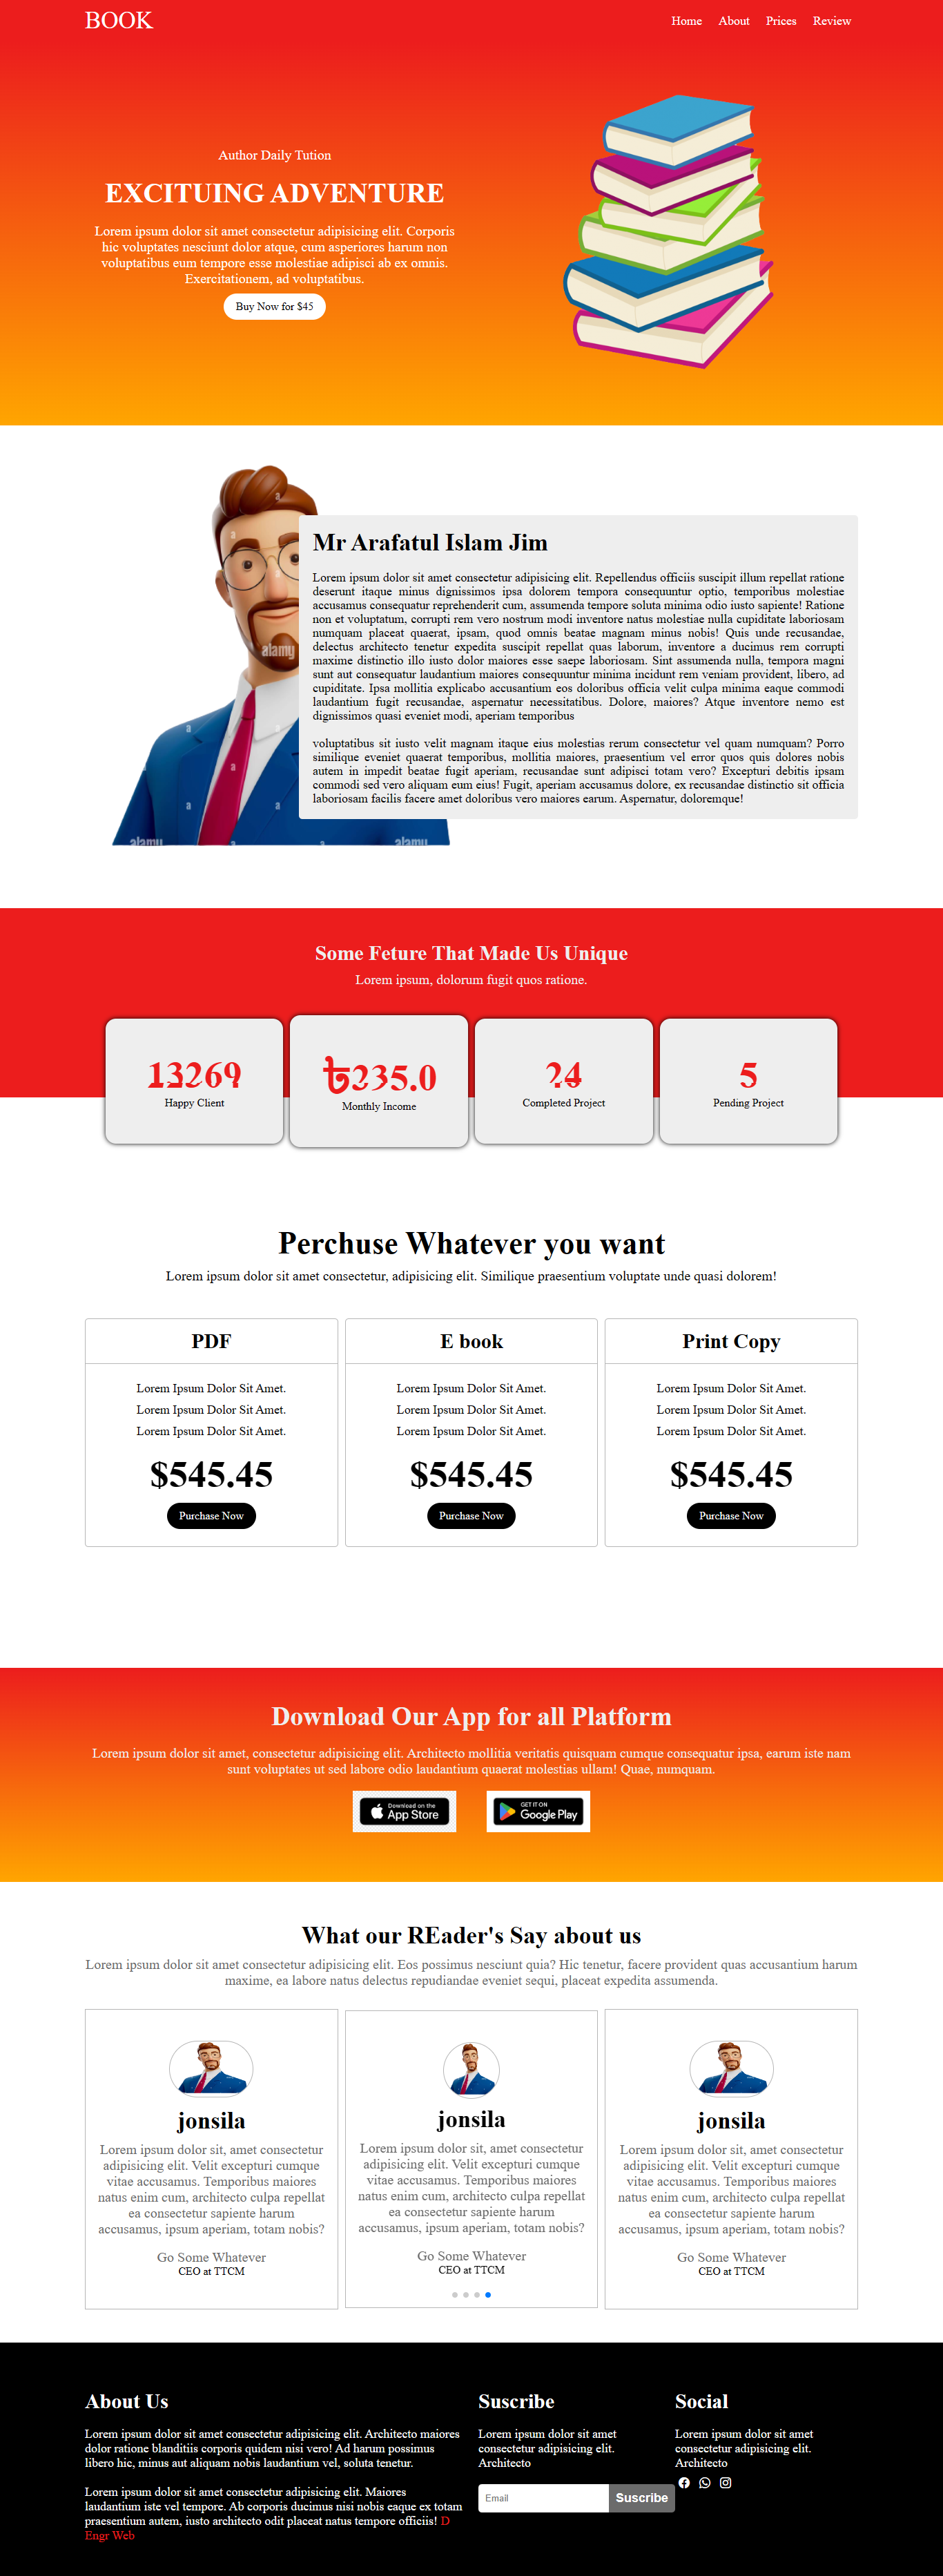 BOOK
Home About Prices Review
Author Daily Tution
EXCITUING ADVENTURE
Lorem ipsum dolor sit amet consectetur adipisicing elit. Corporis
hic voluptates nesciunt dolor atque, cum asperiores harum non
voluptatibus eum tempore esse molestiae adipisci ab ex omnis.
Exercitationem, ad voluptatibus.
Buy Now for $45
a
a
alamy
a
a
a
a
alamy
a
a
alamy
Mr Arafatul Islam Jim
Lorem ipsum dolor sit amet consectetur adipisicing elit. Repellendus officiis suscipit illum repellat ratione
deserunt itaque minus dignissimos ipsa dolorem tempora consequuntur optio, temporibus molestiae
accusamus consequatur reprehenderit cum, assumenda tempore soluta minima odio iusto sapiente! Ratione
non et voluptatum, corrupti rem vero nostrum modi inventore natus molestiae nulla cupiditate laboriosam
numquam placeat quaerat, ipsam, quod omnis beatae magnam minus nobis! Quis unde recusandae,
delectus architecto tenetur expedita suscipit repellat quas laborum, inventore a ducimus rem corrupti
maxime distinctio illo iusto dolor maiores esse saepe laboriosam. Sint assumenda nulla, tempora magni
sunt aut consequatur laudantium maiores consequuntur minima incidunt rem veniam provident, libero, ad
cupiditate. Ipsa mollitia explicabo accusantium eos doloribus officia velit culpa minima eaque commodi
laudantium fugit recusandae, aspernatur necessitatibus. Dolore, maiores? Atque inventore nemo est
dignissimos quasi eveniet modi, aperiam temporibus
voluptatibus sit iusto velit magnam itaque eius molestias rerum consectetur vel quam numquam? Porro
similique eveniet quaerat temporibus, mollitia maiores, praesentium vel error quos quis dolores nobis
autem in impedit beatae fugit aperiam, recusandae sunt adipisci totam vero? Excepturi debitis ipsam
commodi sed vero aliquam eum eius! Fugit, aperiam accusamus dolore, ex recusandae distinctio sit officia
laboriosam facilis facere amet doloribus vero maiores earum. Aspernatur, doloremque!
Some Feture That Made Us Unique
Lorem ipsum, dolorum fugit quos ratione.
13269
Happy Client
৳235.0
Monthly Income
24
Completed Project
5
Pending Project
Perchuse Whatever you want
Lorem ipsum dolor sit amet consectetur, adipisicing elit. Similique praesentium voluptate unde quasi dolorem!
PDF
Lorem Ipsum Dolor Sit Amet.
Lorem Ipsum Dolor Sit Amet.
Lorem Ipsum Dolor Sit Amet.
$545.45
Purchase Now
E book
Lorem Ipsum Dolor Sit Amet.
Lorem Ipsum Dolor Sit Amet.
Lorem Ipsum Dolor Sit Amet.
$545.45
Purchase Now
Print Copy
Lorem Ipsum Dolor Sit Amet.
Lorem Ipsum Dolor Sit Amet.
Lorem Ipsum Dolor Sit Amet.
$545.45
Purchase Now
Download Our App for all Platform
Lorem ipsum dolor sit amet, consectetur adipisicing elit. Architecto mollitia veritatis quisquam cumque consequatur ipsa, earum iste nam
sunt voluptates ut sed labore odio laudantium quaerat molestias ullam! Quae, numquam.
Download on the
App Store
GET IT ON
Google Play
What our REader's Say about us
Lorem ipsum dolor sit amet consectetur adipisicing elit. Eos possimus nesciunt quia? Hic tenetur, facere provident quas accusantium harum
maxime, ea labore natus delectus repudiandae eveniet sequi, placeat expedita assumenda.
jonsila
Lorem ipsum dolor sit, amet consectetur
adipisicing elit. Velit excepturi cumque
vitae accusamus. Temporibus maiores
natus enim cum, architecto culpa repellat
ea consectetur sapiente harum
accusamus, ipsum aperiam, totam nobis?
Go Some Whatever
CEO at TTCM
jonsila
Lorem ipsum dolor sit, amet consectetur
adipisicing elit. Velit excepturi cumque
vitae accusamus. Temporibus maiores
natus enim cum, architecto culpa repellat
ea consectetur sapiente harum
accusamus, ipsum aperiam, totam nobis?
Go Some Whatever
CEO at TTCM
jonsila
Lorem ipsum dolor sit, amet consectetur
adipisicing elit. Velit excepturi cumque
vitae accusamus. Temporibus maiores
natus enim cum, architecto culpa repellat
ea consectetur sapiente harum
accusamus, ipsum aperiam, totam nobis?
Go Some Whatever
CEO at TTCM
About Us
Lorem ipsum dolor sit amet consectetur adipisicing elit. Architecto maiores
dolor ratione blanditiis corporis quidem nisi vero! Ad harum possimus
libero hic, minus aut aliquam nobis laudantium vel, soluta tenetur.
Lorem ipsum dolor sit amet consectetur adipisicing elit. Maiores
laudantium iste vel tempore. Ab corporis ducimus nisi nobis eaque ex totam
praesentium autem, iusto architecto odit placeat natus tempore officiis! D
Engr Web
Suscribe
Lorem ipsum dolor sit amet
consectetur adipisicing elit.
Architecto
Email
Suscribe
Social
Lorem ipsum dolor sit amet
consectetur adipisicing elit.
Architecto